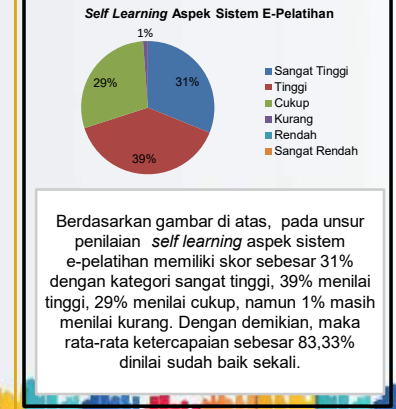 Self Learning Aspek Sistem E-Pelatihan
1%
31%
29%
39%
Sangat Tinggi
Tinggi
Cukup
Kurang
Rendah
Sangat Rendah
Berdasarkan gambar di atas, pada unsur
penilaian self learning aspek sistem
e-pelatihan memiliki skor sebesar 31%
dengan kategori sangat tinggi, 39% menilai
tinggi, 29% menilai cukup, namun 1% masih
menilai kurang. Dengan demikian, maka
rata-rata ketercapaian sebesar 83,33%
dinilai sudah baik sekali.